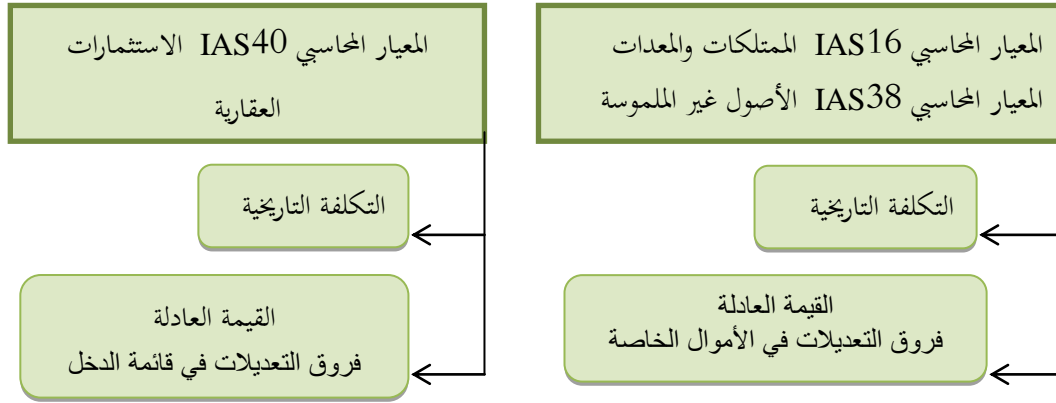 المعيار المحاسبي IAS16 الممتلكات والمعدات
المعيار المحاسبي IAS38 الأصول غير الملموسة
التكلفة التاريخية
القيمة العادلة
فروق التعديلات في الأموال الخاصة
المعيار المحاسبي IAS40 الاستثمارات
العقارية
التكلفة التاريخية
القيمة العادلة
فروق التعديلات في قائمة الدخل